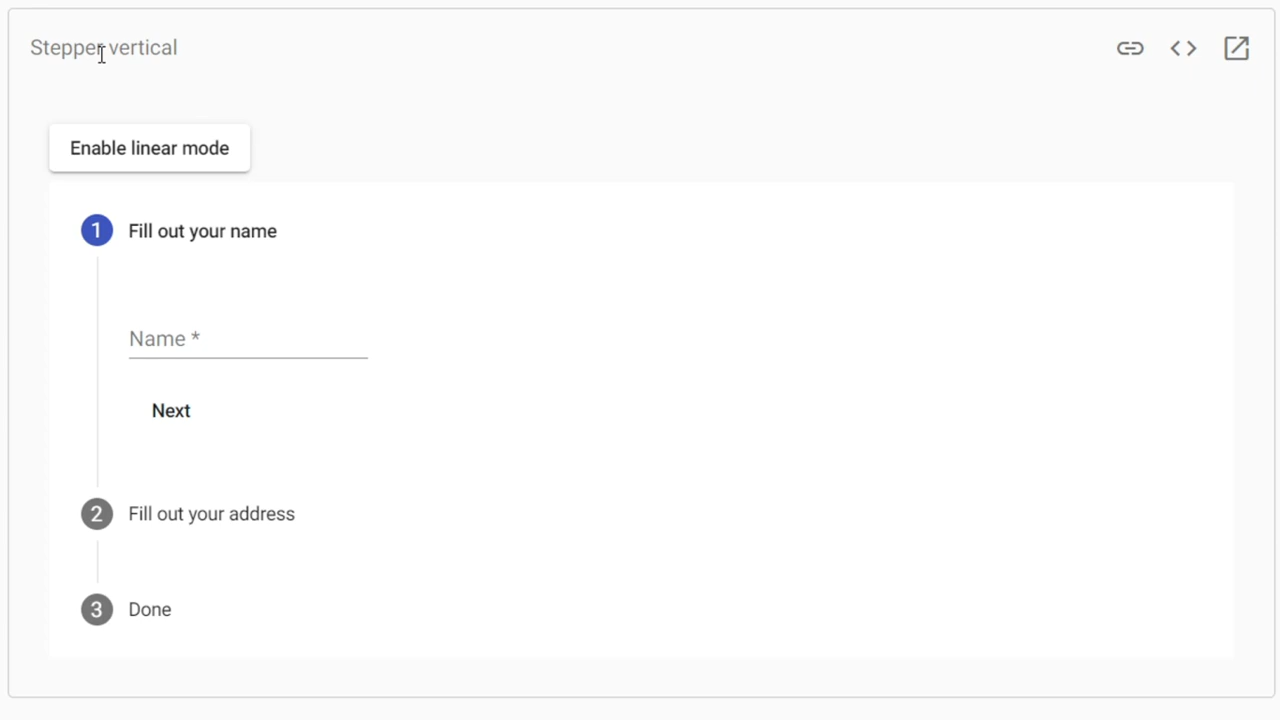 Stepper vertical
Enable linear mode
1 Fill out your name
Name *
Next
2 Fill out your address
3 Done